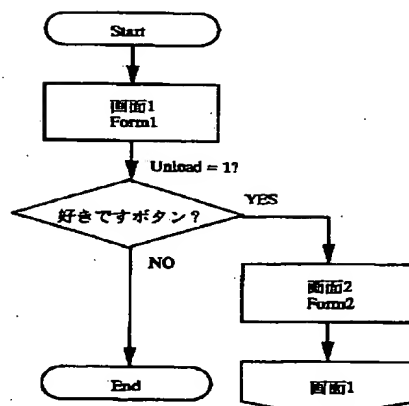 Start
画面1
Form1
Unload = 1?
好きですボタン?
YES
NO
画面2
Form2
End
画面1